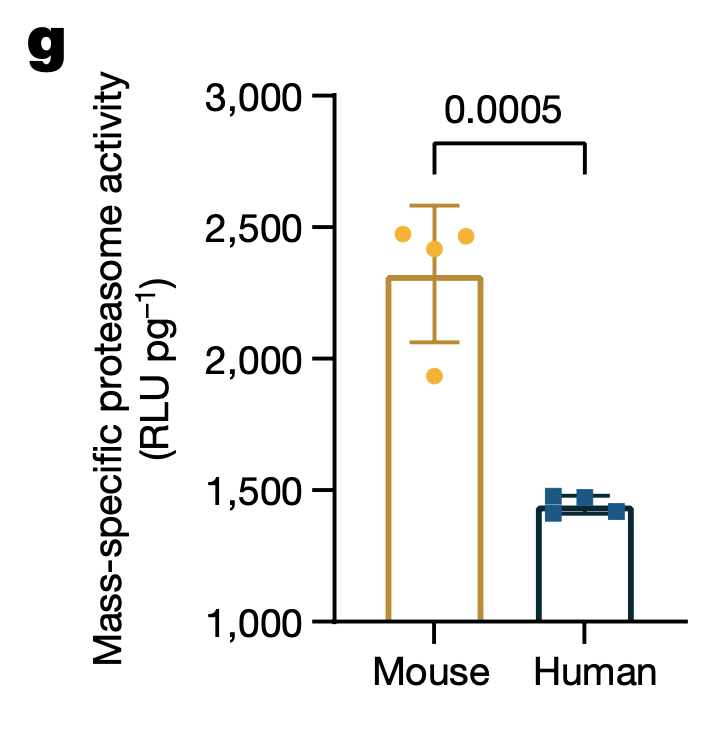 g
Mass-specific proteasome activity
(RLU pg⁻¹)
3,000
2,500
2,000
1,500
1,000
0.0005
Mouse
Human